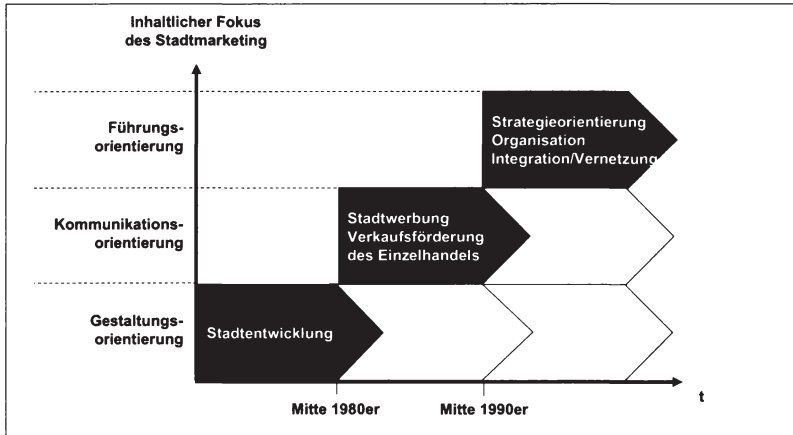 Inhaltlicher Fokus
des Stadtmarketing
Führungs-
orientierung
Strategieorientierung
Organisation
Integration/Vernetzung
Kommunikations-
orientierung
Stadtwerbung
Verkaufsförderung
des Einzelhandels
Gestaltungs-
orientierung
Stadtentwicklung
t
Mitte 1980er
Mitte 1990er